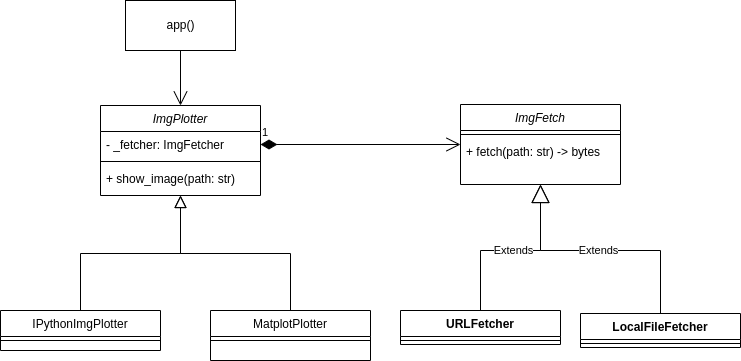 app()
ImgPlotter
- _fetcher: ImgFetcher
+ show_image(path: str)
1
ImgFetch
+ fetch(path: str) -> bytes
Extends
Extends
IPythonImgPlotter
MatplotPlotter
URLFetcher
LocalFileFetcher